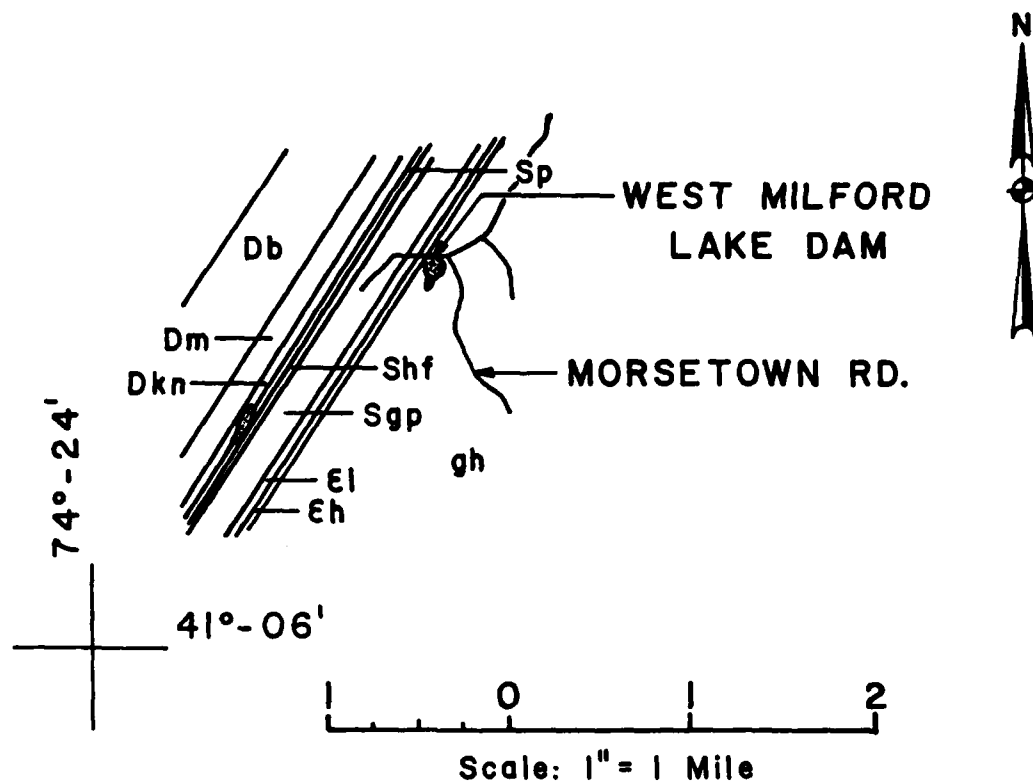 N
Sp
WEST MILFORD
LAKE DAM
Db
Dm
Dkn
Shf
MORSETOWN RD.
Sgp
gh
Єl
Єh
74°-24'
41°-06'
1 0 1 2
Scale: 1" = 1 Mile